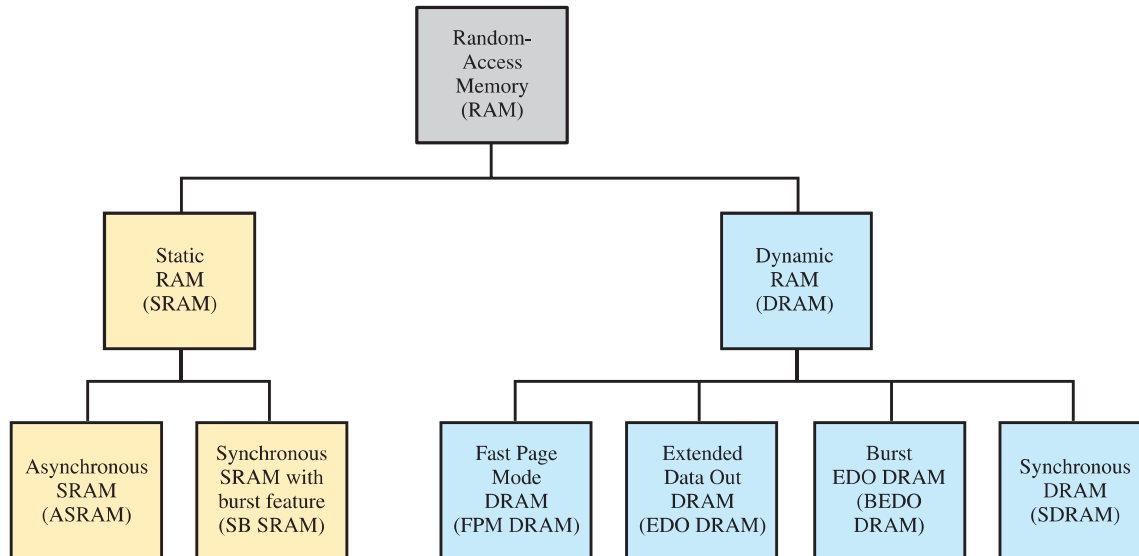 Random-
Access
Memory
(RAM)
Static
RAM
(SRAM)
Dynamic
RAM
(DRAM)
Asynchronous
SRAM
(ASRAM)
Synchronous
SRAM with
burst feature
(SB SRAM)
Fast Page
Mode
DRAM
(FPM DRAM)
Extended
Data Out
DRAM
(EDO DRAM)
Burst
EDO DRAM
(BEDO
DRAM)
Synchronous
DRAM
(SDRAM)